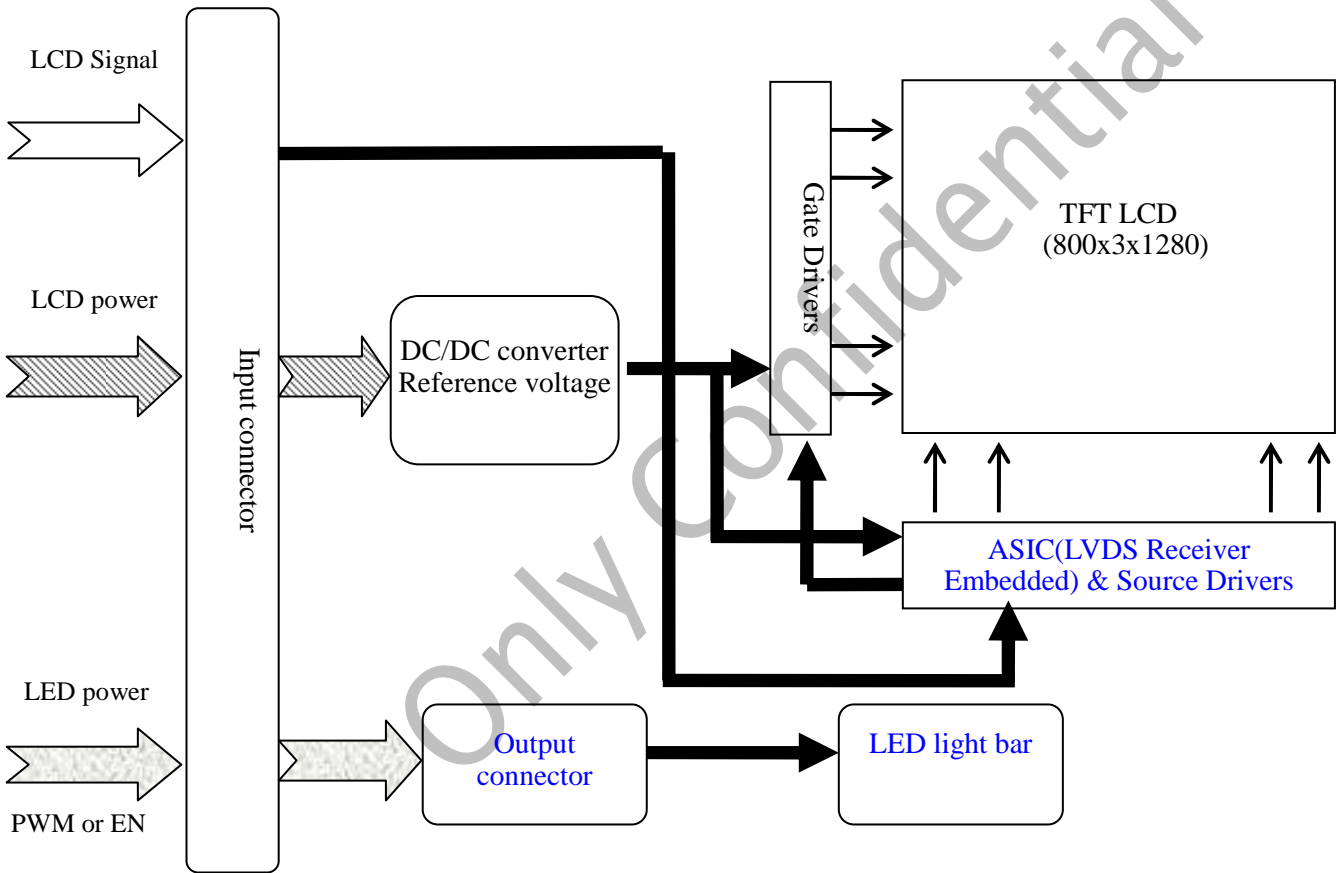 LCD Signal
LCD power
LED power
PWM or EN
Input connector
DC/DC converter
Reference voltage
Gate Drivers
TFT LCD
(800x3x1280)
ASIC(LVDS Receiver
Embedded) & Source Drivers
Output
connector
LED light bar
Only Confidential